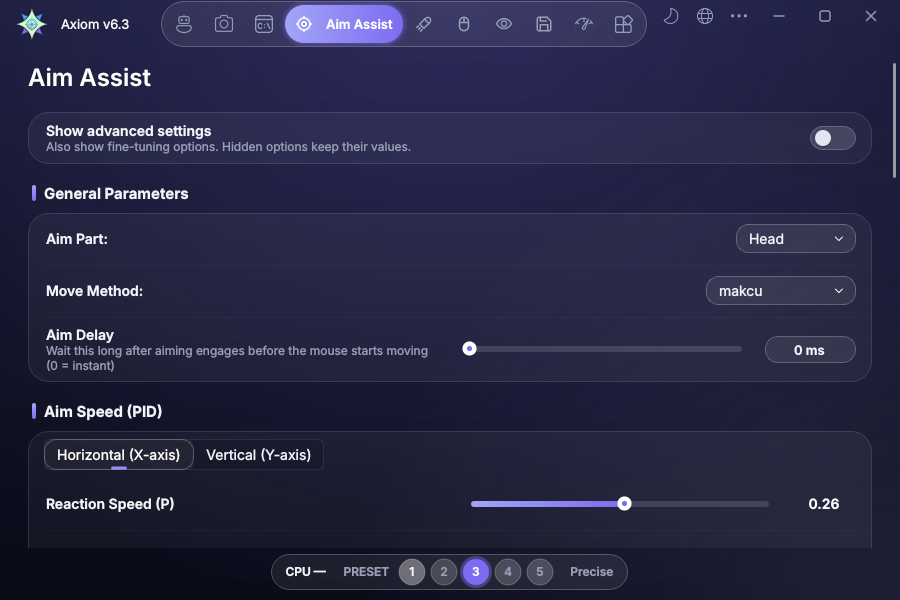 Axiom v6.3
C:\
Aim Assist
Aim Assist
Show advanced settings
Also show fine-tuning options. Hidden options keep their values.
General Parameters
Aim Part:
Head
Move Method:
makcu
Aim Delay
Wait this long after aiming engages before the mouse starts moving
(0 = instant)
0 ms
Aim Speed (PID)
Horizontal (X-axis) Vertical (Y-axis)
Reaction Speed (P)
0.26
CPU — PRESET 1 2 3 4 5 Precise